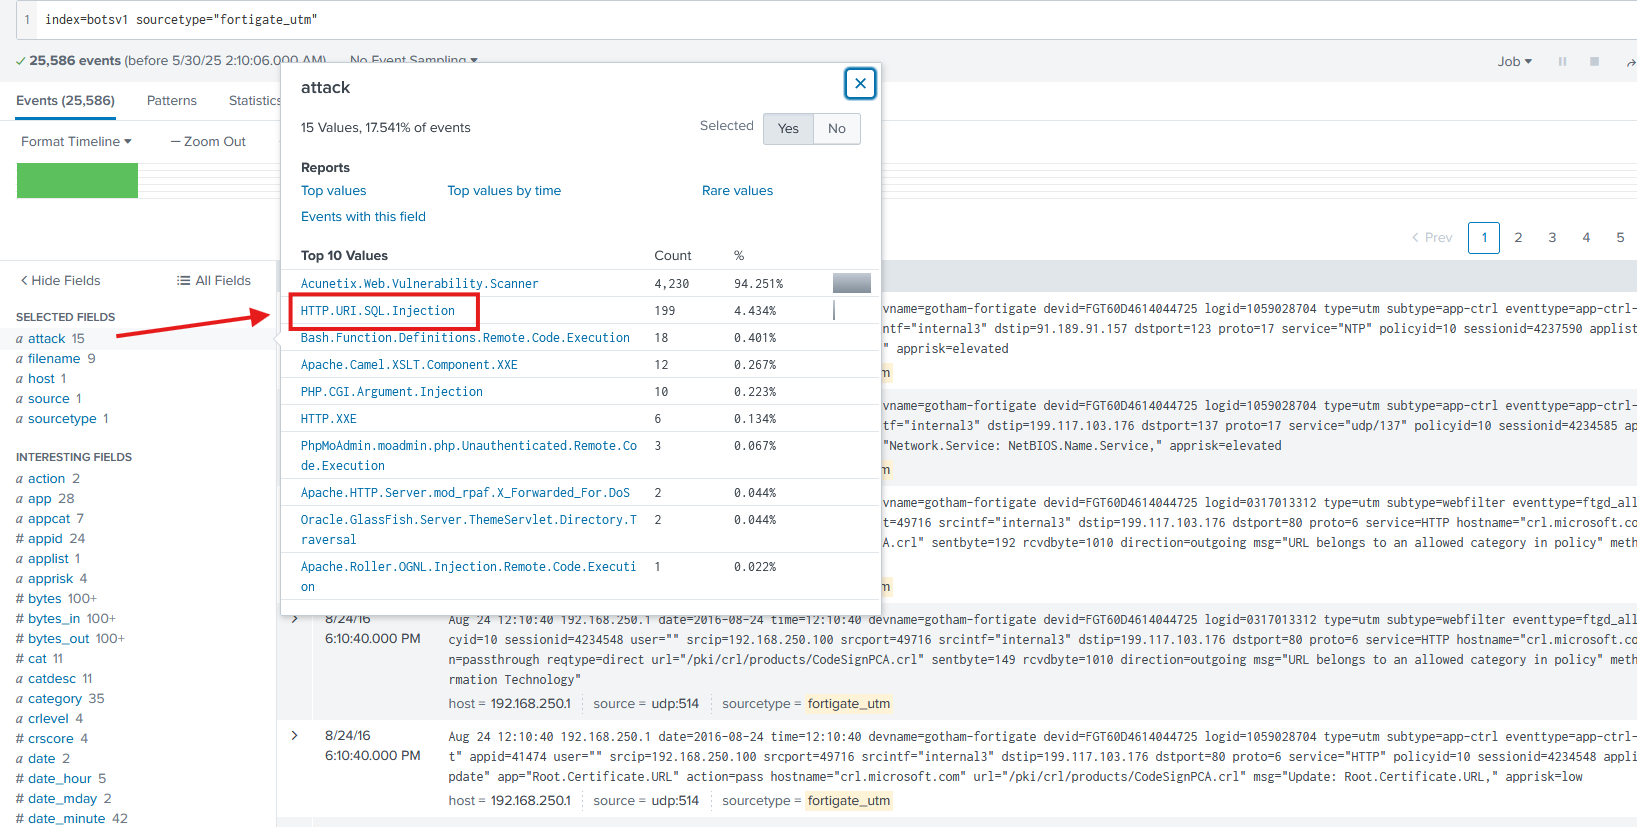 1 index=botsv1 sourcetype="fortigate_utm"
25,586 events (before 5/30/25 2:10:06.000 AM) No Event Sampling
Job
Events (25,586) Patterns Statistics
Format Timeline — Zoom Out
attack
15 Values, 17.541% of events
Selected Yes No
Reports
Top values Top values by time Rare values
Events with this field
Top 10 Values Count %
Acunetix.Web.Vulnerability.Scanner 4,230 94.251%
HTTP.URI.SQL.Injection 199 4.434%
Bash.Function.Definitions.Remote.Code.Execution 18 0.401%
Apache.Camel.XSLT.Component.XXE 12 0.267%
PHP.CGI.Argument.Injection 10 0.223%
HTTP.XXE 6 0.134%
PhpMoAdmin.moadmin.php.Unauthenticated.Remote.Co 3 0.067%
de.Execution
Apache.HTTP.Server.mod_rpaf.X_Forwarded_For.DoS 2 0.044%
Oracle.GlassFish.Server.ThemeServlet.Directory.T 2 0.044%
raversal
Apache.Roller.OGNL.Injection.Remote.Code.Executi 1 0.022%
on
< Prev 1 2 3 4 5
< Hide Fields All Fields
SELECTED FIELDS
a attack 15
a filename 9
a host 1
a source 1
a sourcetype 1
INTERESTING FIELDS
a action 2
a app 28
a appcat 7
# appid 24
a applist 1
a apprisk 4
# bytes 100+
# bytes_in 100+
# bytes_out 100+
# cat 11
a catdesc 11
a category 35
a crlevel 4
# crscore 4
a date 2
# date_hour 5
# date_mday 2
# date_minute 42
vname=gotham-fortigate devid=FGT60D4614044725 logid=1059028704 type=utm subtype=app-ctrl eventtype=app-ctrl-
ntf="internal3" dstip=91.189.91.157 dstport=123 proto=17 service="NTP" policyid=10 sessionid=4237590 applist
" apprisk=elevated
m
vname=gotham-fortigate devid=FGT60D4614044725 logid=1059028704 type=utm subtype=app-ctrl eventtype=app-ctrl-
tf="internal3" dstip=199.117.103.176 dstport=137 proto=17 service="udp/137" policyid=10 sessionid=4234585 ap
"Network.Service: NetBIOS.Name.Service," apprisk=elevated
m
vname=gotham-fortigate devid=FGT60D4614044725 logid=0317013312 type=utm subtype=webfilter eventtype=ftgd_all
t=49716 srcintf="internal3" dstip=199.117.103.176 dstport=80 proto=6 service=HTTP hostname="crl.microsoft.co
A.crl" sentbyte=192 rcvdbyte=1010 direction=outgoing msg="URL belongs to an allowed category in policy" meth
m
> 8/24/16
6:10:40.000 PM
Aug 24 12:10:40 192.168.250.1 date=2016-08-24 time=12:10:40 devname=gotham-fortigate devid=FGT60D4614044725 logid=0317013312 type=utm subtype=webfilter eventtype=ftgd_all
cyid=10 sessionid=4234548 user="" srcip=192.168.250.100 srcport=49716 srcintf="internal3" dstip=199.117.103.176 dstport=80 proto=6 service=HTTP hostname="crl.microsoft.co
n=passthrough reqtype=direct url="/pki/crl/products/CodeSignPCA.crl" sentbyte=149 rcvdbyte=1010 direction=outgoing msg="URL belongs to an allowed category in policy" meth
rmation Technology"
host = 192.168.250.1 source = udp:514 sourcetype = fortigate_utm
> 8/24/16
6:10:40.000 PM
Aug 24 12:10:40 192.168.250.1 date=2016-08-24 time=12:10:40 devname=gotham-fortigate devid=FGT60D4614044725 logid=1059028704 type=utm subtype=app-ctrl eventtype=app-ctrl-
t" appid=41474 user="" srcip=192.168.250.100 srcport=49716 srcintf="internal3" dstip=199.117.103.176 dstport=80 proto=6 service="HTTP" policyid=10 sessionid=4234548 appli
pdate" app="Root.Certificate.URL" action=pass hostname="crl.microsoft.com" url="/pki/crl/products/CodeSignPCA.crl" msg="Update: Root.Certificate.URL," apprisk=low
host = 192.168.250.1 source = udp:514 sourcetype = fortigate_utm